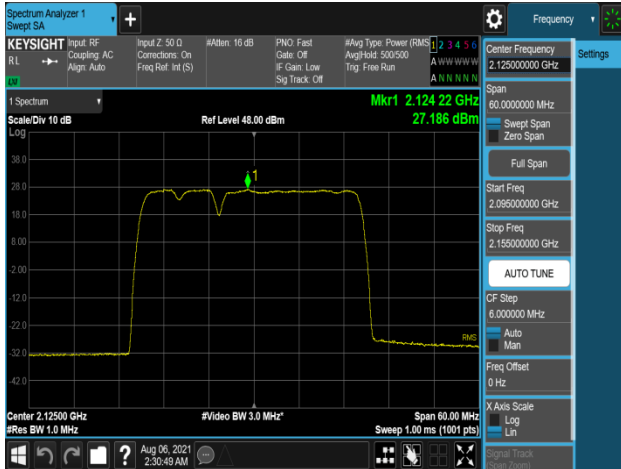 Spectrum Analyzer 1
Swept SA
+
Frequency
KEYSIGHT
RL
LV
Input: RF
Coupling: AC
Align: Auto
Input Z: 50 Ω
Corrections: On
Freq Ref: Int (S)
#Atten: 16 dB
PNO: Fast
Gate: Off
IF Gain: Low
Sig Track: Off
#Avg Type: Power (RMS
Avg|Hold: 500/500
Trig: Free Run
1 2 3 4 5 6
A W W W W W
A N N N N N
1 Spectrum
Scale/Div 10 dB
Ref Level 48.00 dBm
Mkr1 2.124 22 GHz
27.186 dBm
Log
38.0
28.0
18.0
8.00
-2.00
-12.0
-22.0
-32.0
-42.0
1
RMS
Center 2.12500 GHz
#Res BW 1.0 MHz
#Video BW 3.0 MHz*
Span 60.00 MHz
Sweep 1.00 ms (1001 pts)
Center Frequency
2.125000000 GHz
Settings
Span
60.0000000 MHz
Swept Span
Zero Span
Full Span
Start Freq
2.095000000 GHz
Stop Freq
2.155000000 GHz
AUTO TUNE
CF Step
6.000000 MHz
Auto
Man
Freq Offset
0 Hz
X Axis Scale
Log
Lin
Signal Track
(Span Zoom)
?
Aug 06, 2021
2:30:49 AM